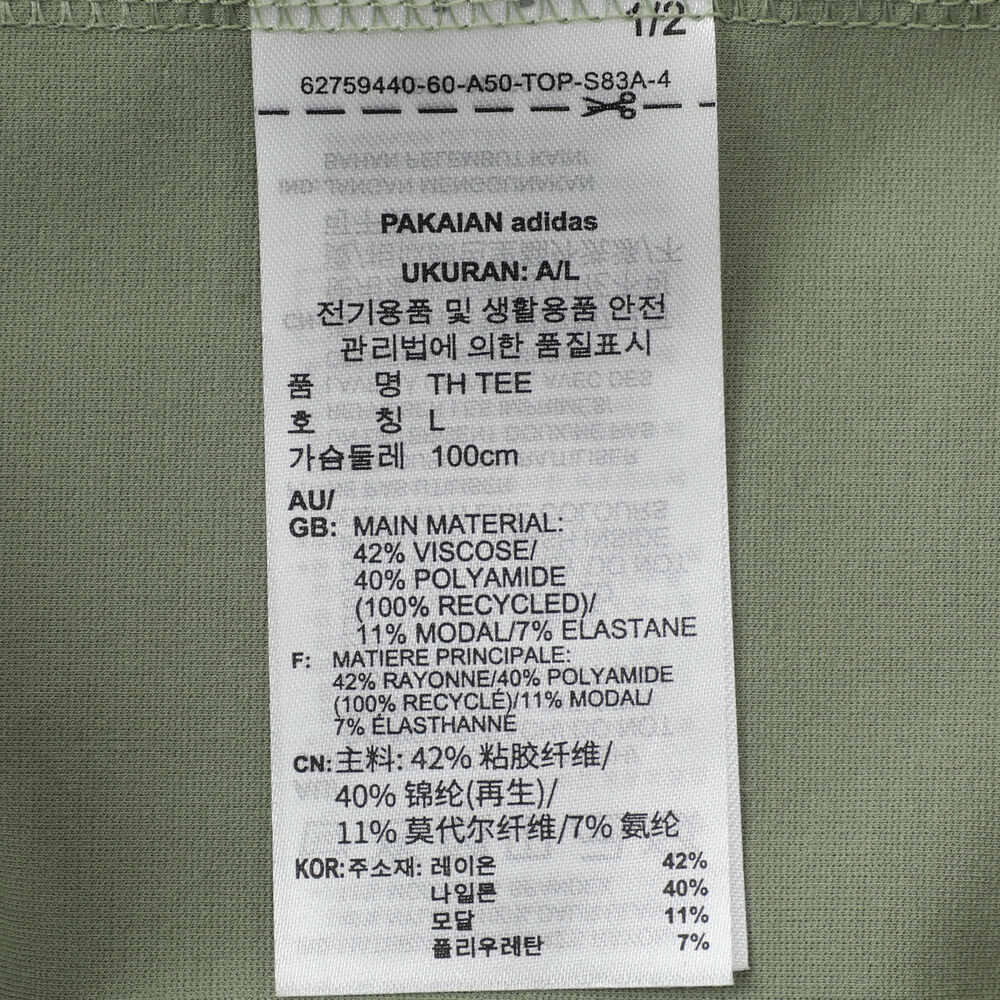 1/2
62759440-60-A50-TOP-S83A-4
PAKAIAN adidas
UKURAN: A/L
전기용품 및 생활용품 안전
관리법에 의한 품질표시
품 명 TH TEE
호 칭 L
가슴둘레 100cm
AU/
GB: MAIN MATERIAL:
42% VISCOSE/
40% POLYAMIDE
(100% RECYCLED)/
11% MODAL/7% ELASTANE
F: MATIERE PRINCIPALE:
42% RAYONNE/40% POLYAMIDE
(100% RECYCLÉ)/11% MODAL/
7% ÉLASTHANNE
CN: 主料: 42% 粘胶纤维/
40% 锦纶(再生)/
11% 莫代尔纤维/7% 氨纶
KOR: 주소재: 레이온 42%
나일론 40%
모달 11%
폴리우레탄 7%